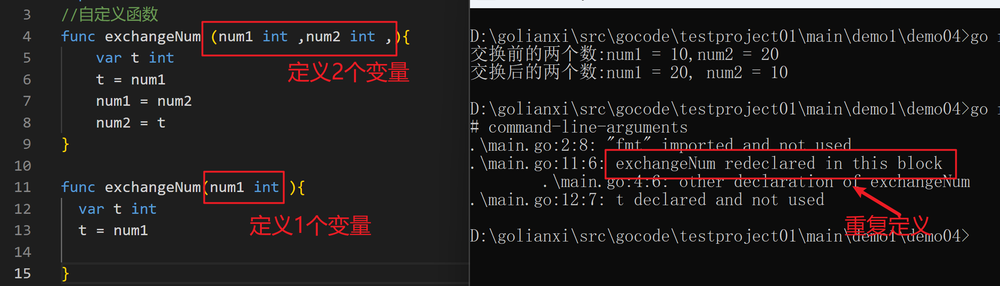 3 //自定义函数
4 func exchangeNum (num1 int ,num2 int ,){
5 var t int
定义2个变量
6 t = num1
7 num1 = num2
8 num2 = t
9 }
10
11 func exchangeNum(num1 int ){
12 var t int
定义1个变量
13 t = num1
14
15 }
D:\golianxi\src\gocode\testproject01\main\demo1\demo04>go
交换前的两个数:num1 = 10,num2 = 20
交换后的两个数:num1 = 20, num2 = 10
D:\golianxi\src\gocode\testproject01\main\demo1\demo04>go
# command-line-arguments
.\main.go:2:8: "fmt" imported and not used
.\main.go:11:6: exchangeNum redeclared in this block
.\main.go:4:6: other declaration of exchangeNum
.\main.go:12:7: t declared and not used
重复定义
D:\golianxi\src\gocode\testproject01\main\demo1\demo04>